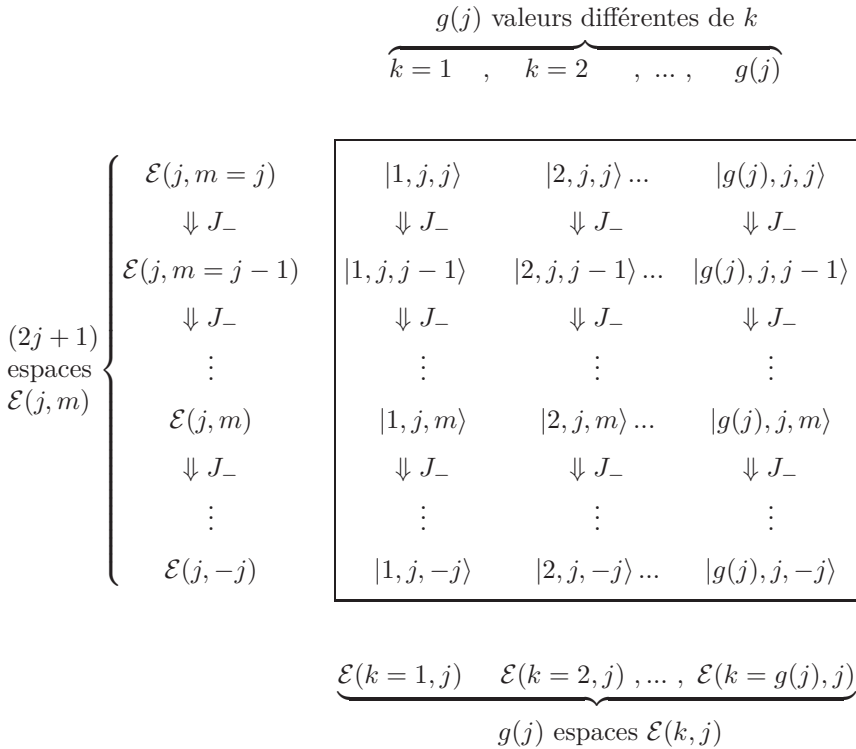 g(j) valeurs différentes de k
k = 1 , k = 2 , ... , g(j)
ℰ(j, m = j) |1, j, j⟩ |2, j, j⟩ ... |g(j), j, j⟩
⇓ J₋ ⇓ J₋ ⇓ J₋ ⇓ J₋
ℰ(j, m = j − 1) |1, j, j − 1⟩ |2, j, j − 1⟩ ... |g(j), j, j − 1⟩
⇓ J₋ ⇓ J₋ ⇓ J₋ ⇓ J₋
(2j + 1)
espaces
ℰ(j, m)
⋮ ⋮ ⋮ ⋮
ℰ(j, m) |1, j, m⟩ |2, j, m⟩ ... |g(j), j, m⟩
⇓ J₋ ⇓ J₋ ⇓ J₋ ⇓ J₋
⋮ ⋮ ⋮ ⋮
ℰ(j, −j) |1, j, −j⟩ |2, j, −j⟩ ... |g(j), j, −j⟩
ℰ(k = 1, j) ℰ(k = 2, j) , ... , ℰ(k = g(j), j)
g(j) espaces ℰ(k, j)